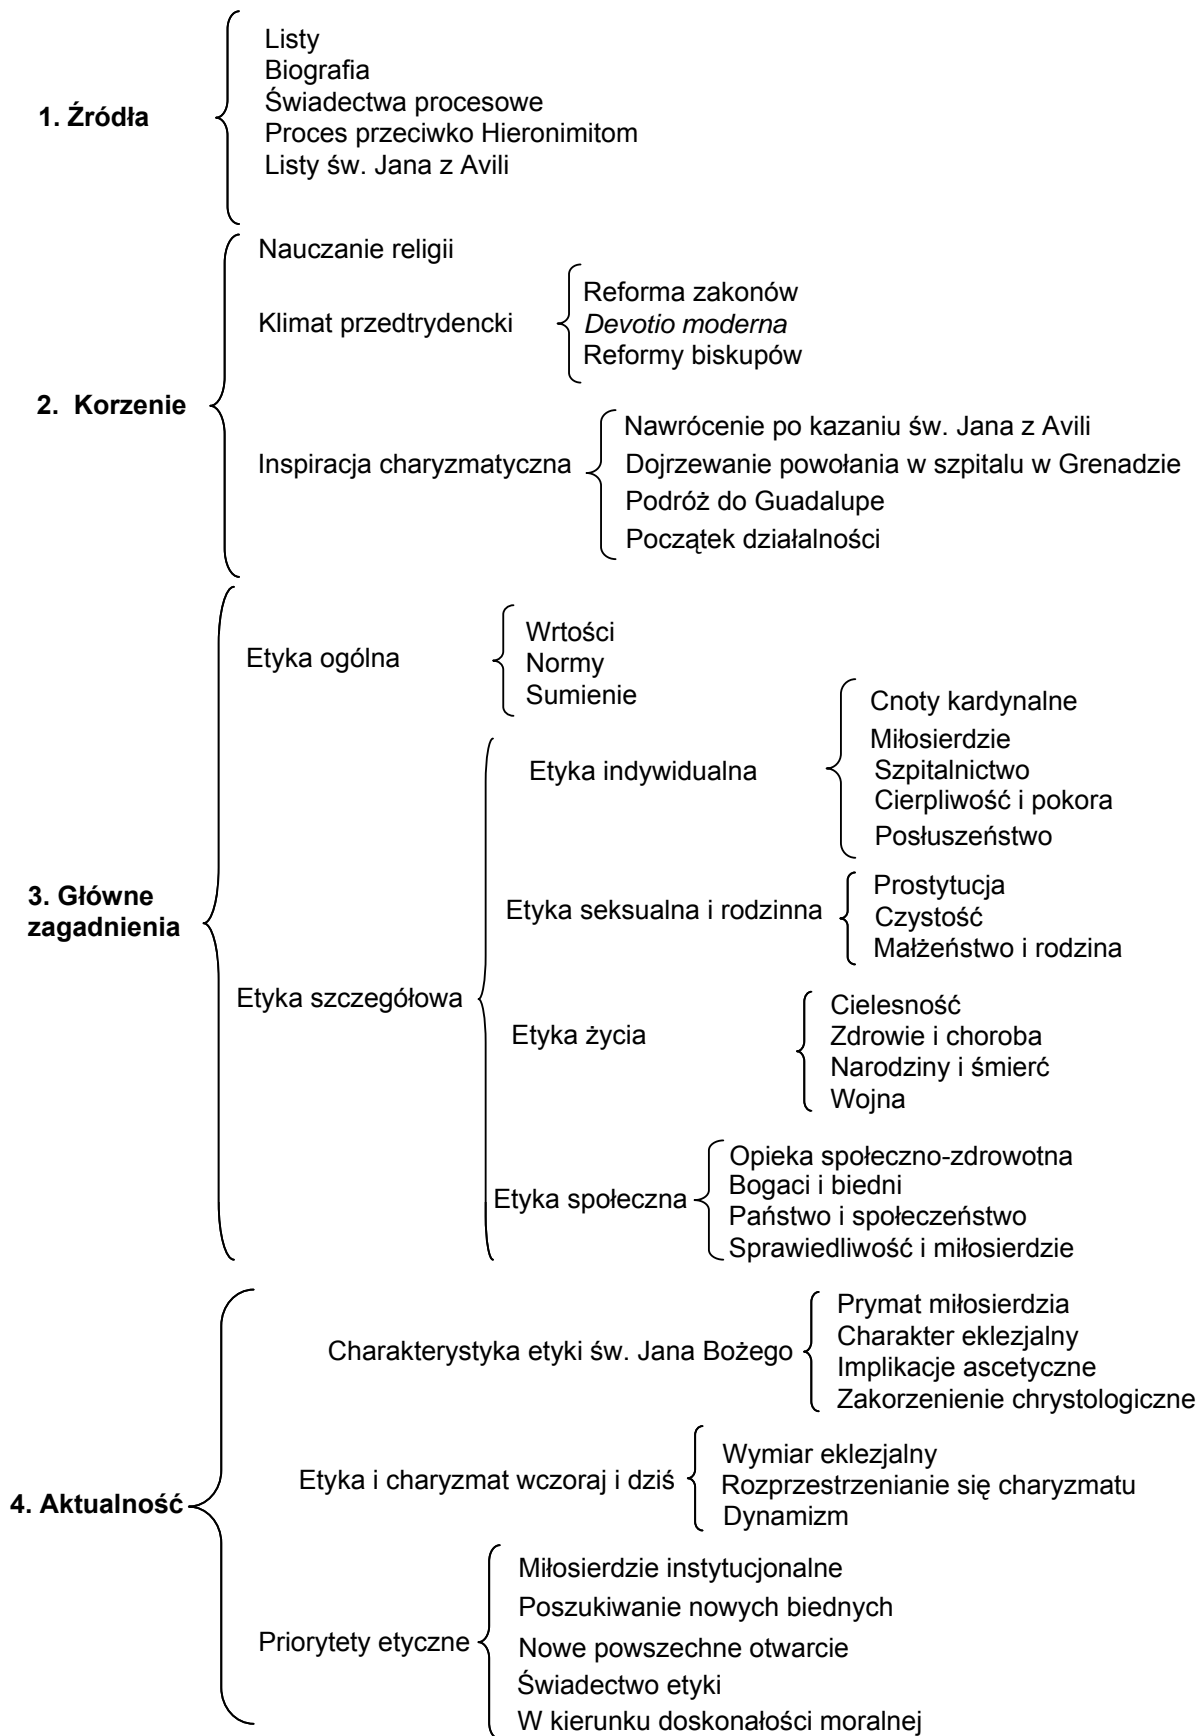 1. Źródła
Listy
Biografia
Świadectwa procesowe
Proces przeciwko Hieronimitom
Listy św. Jana z Avili
2. Korzenie
Nauczanie religii
Klimat przedtrydencki
Reforma zakonów
Devotio moderna
Reformy biskupów
Inspiracja charyzmatyczna
Nawrócenie po kazaniu św. Jana z Avili
Dojrzewanie powołania w szpitalu w Grenadzie
Podróż do Guadalupe
Początek działalności
3. Główne
zagadnienia
Etyka ogólna
Wrtości
Normy
Sumienie
Etyka szczegółowa
Etyka indywidualna
Cnoty kardynalne
Miłosierdzie
Szpitalnictwo
Cierpliwość i pokora
Posłuszeństwo
Etyka seksualna i rodzinna
Prostytucja
Czystość
Małżeństwo i rodzina
Etyka życia
Cielesność
Zdrowie i choroba
Narodziny i śmierć
Wojna
Etyka społeczna
Opieka społeczno-zdrowotna
Bogaci i biedni
Państwo i społeczeństwo
Sprawiedliwość i miłosierdzie
4. Aktualność
Charakterystyka etyki św. Jana Bożego
Prymat miłosierdzia
Charakter eklezjalny
Implikacje ascetyczne
Zakorzenienie chrystologiczne
Etyka i charyzmat wczoraj i dziś
Wymiar eklezjalny
Rozprzestrzenianie się charyzmatu
Dynamizm
Priorytety etyczne
Miłosierdzie instytucjonalne
Poszukiwanie nowych biednych
Nowe powszechne otwarcie
Świadectwo etyki
W kierunku doskonałości moralnej